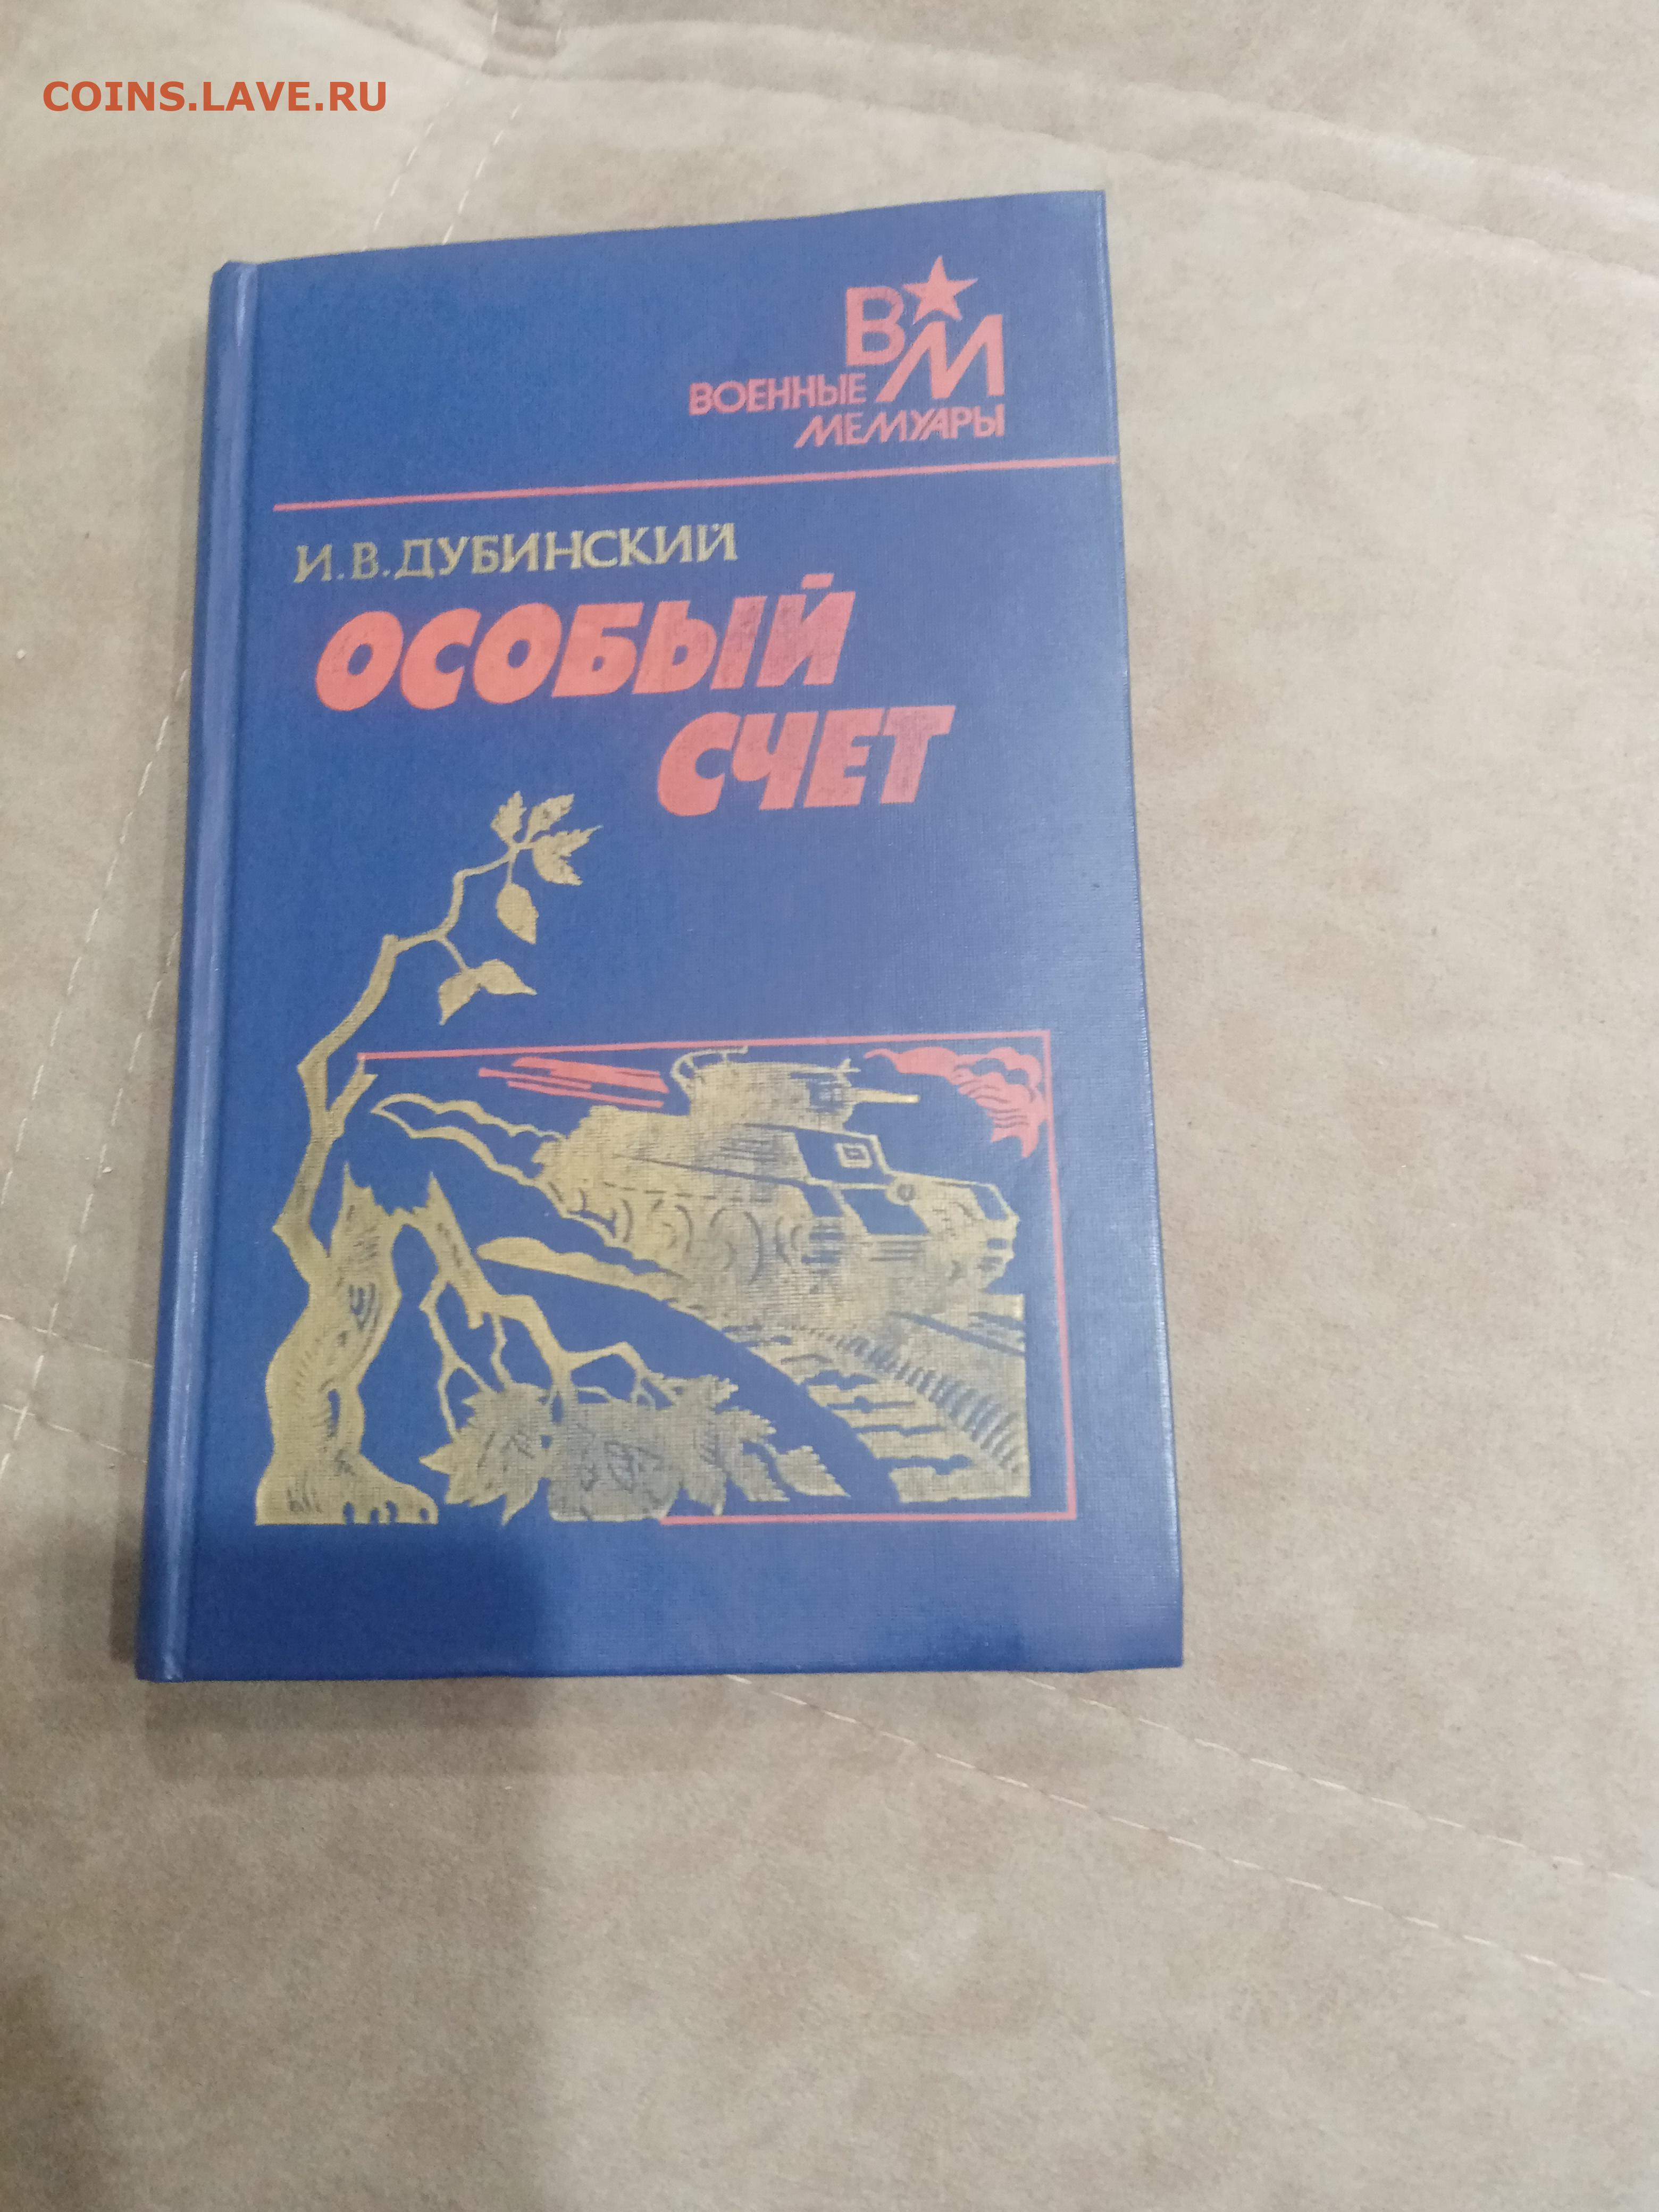 COINS.LAVE.RU
ВМ
ВОЕННЫЕ
МЕМУАРЫ
И.В.ДУБИНСКИЙ
ОСОБЫЙ
СЧЕТ